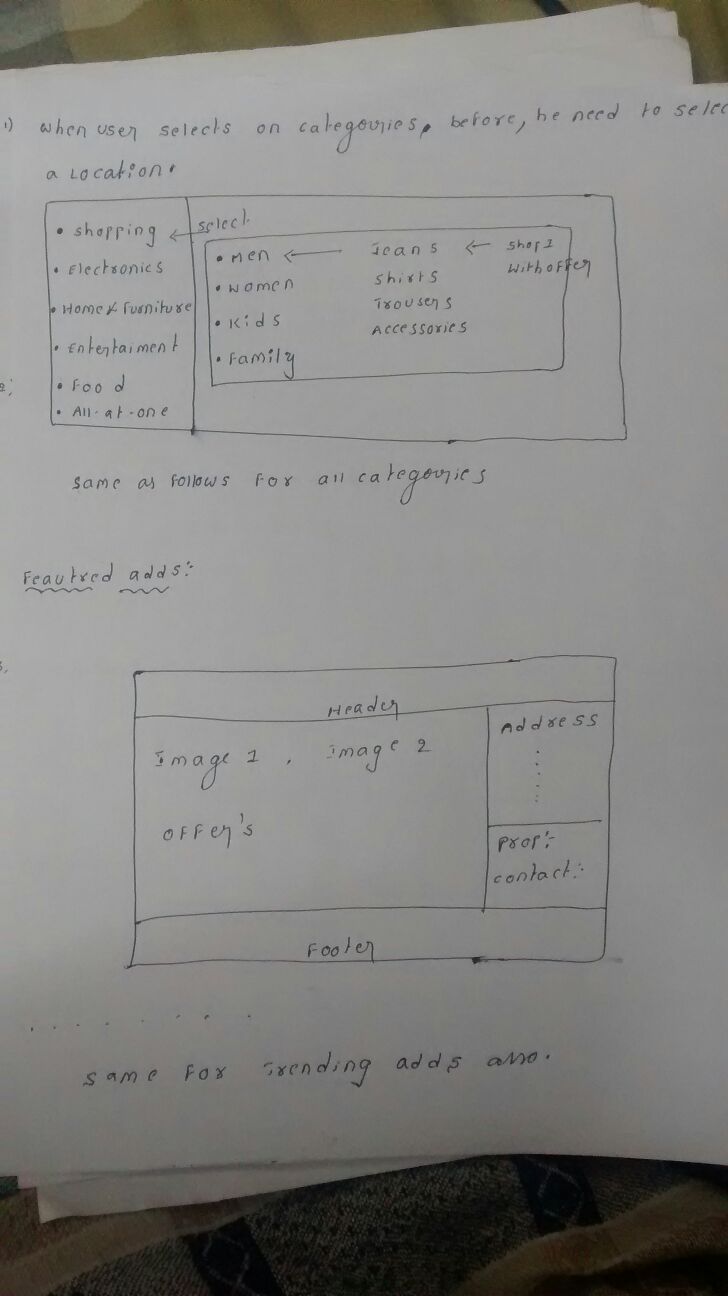 1) when user selects on categouries, before, he need to selec
a Location.
• Shopping
select
• Electronics
• Home & Furniture
• Entertaiment
• Food
• All-at-one
• Men
• women
• Kids
• Family
Jeans
Shirts
Trousers
Accessories
Shop 1
With offer
Same as follows For all categouries
Feautred adds:-
Header
Image 1 , Image 2
OFFer's
Address
Prop:-
contact:-
Footer
Same For Trending adds also.